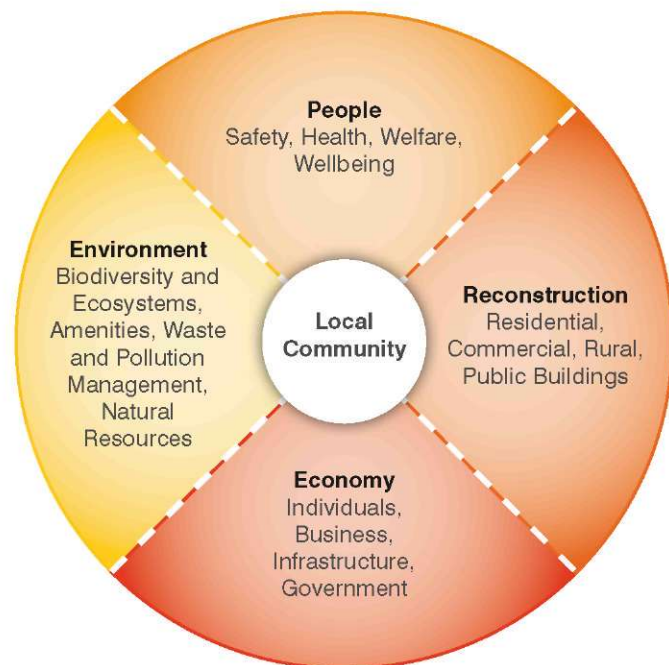 People
Safety, Health, Welfare,
Wellbeing
Environment
Biodiversity and
Ecosystems,
Amenities, Waste
and Pollution
Management,
Natural
Resources
Local
Community
Reconstruction
Residential,
Commercial, Rural,
Public Buildings
Economy
Individuals,
Business,
Infrastructure,
Government